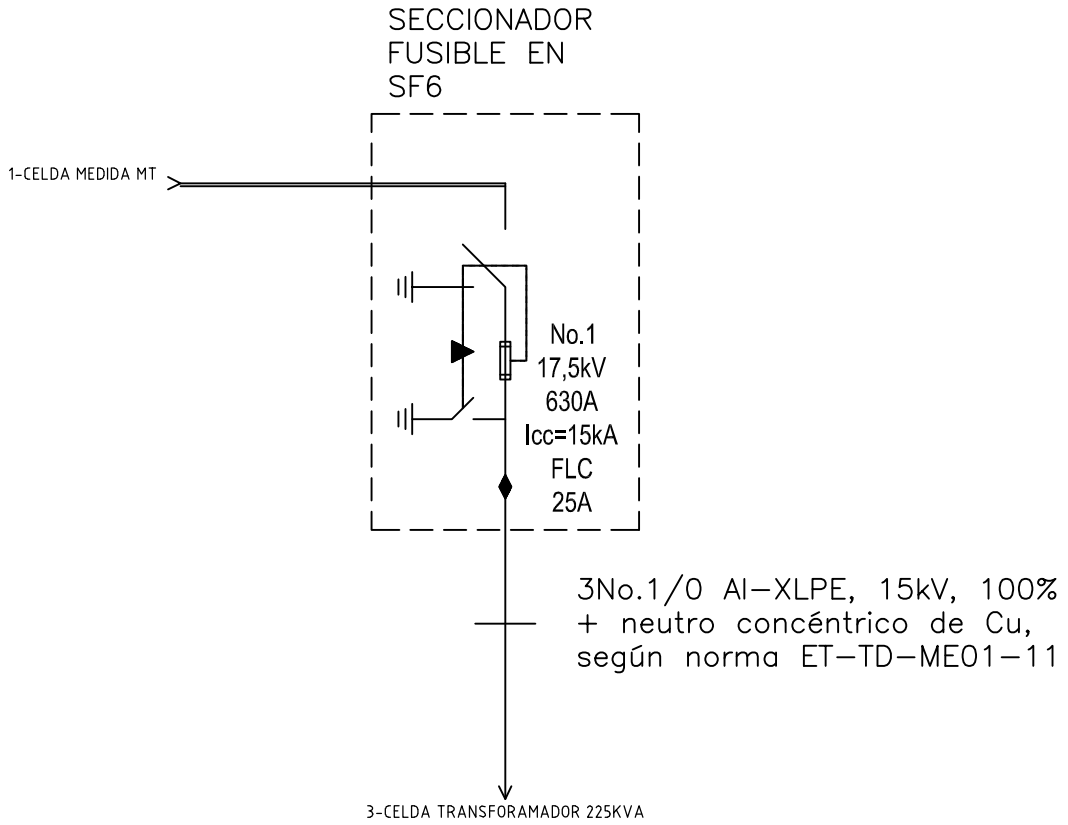 SECCIONADOR
FUSIBLE EN
SF6
1-CELDA MEDIDA MT
No.1
17,5kV
630A
Icc=15kA
FLC
25A
3No.1/0 Al-XLPE, 15kV, 100%
+ neutro concéntrico de Cu,
según norma ET-TD-ME01-11
3-CELDA TRANSFORAMADOR 225KVA